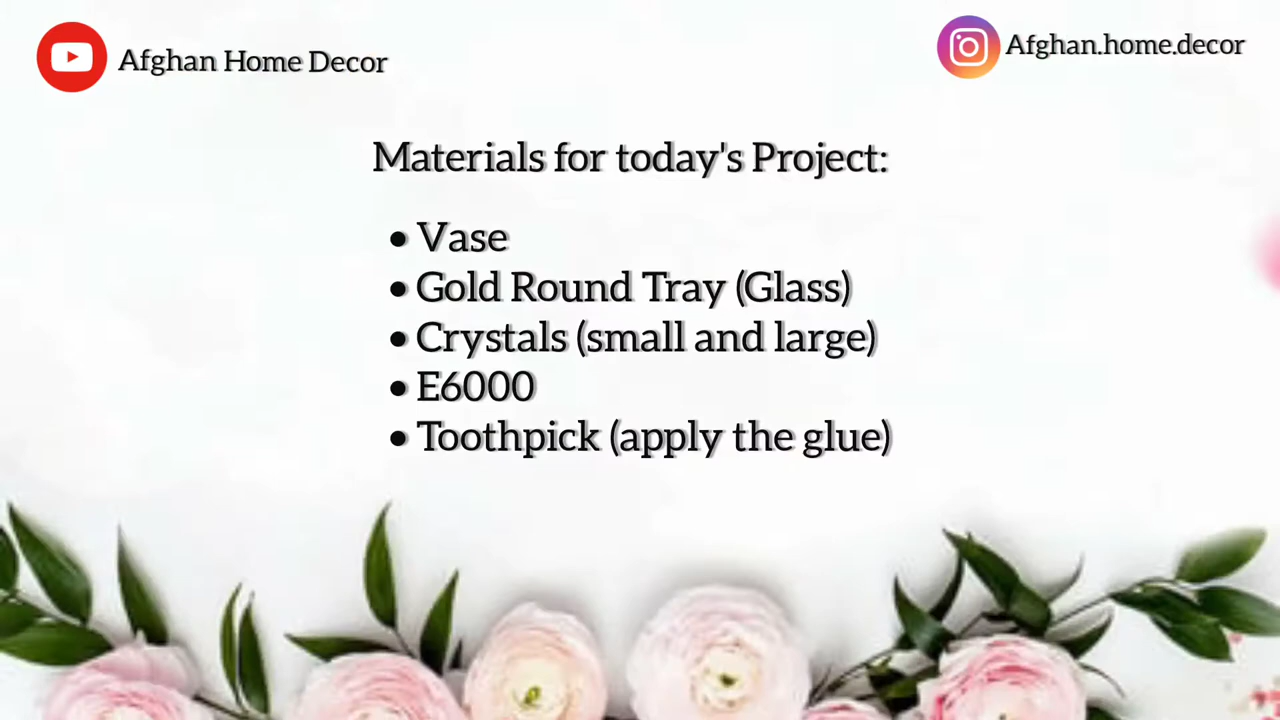 Afghan Home Decor
Afghan.home.decor
Materials for today's Project:
• Vase
• Gold Round Tray (Glass)
• Crystals (small and large)
• E6000
• Toothpick (apply the glue)